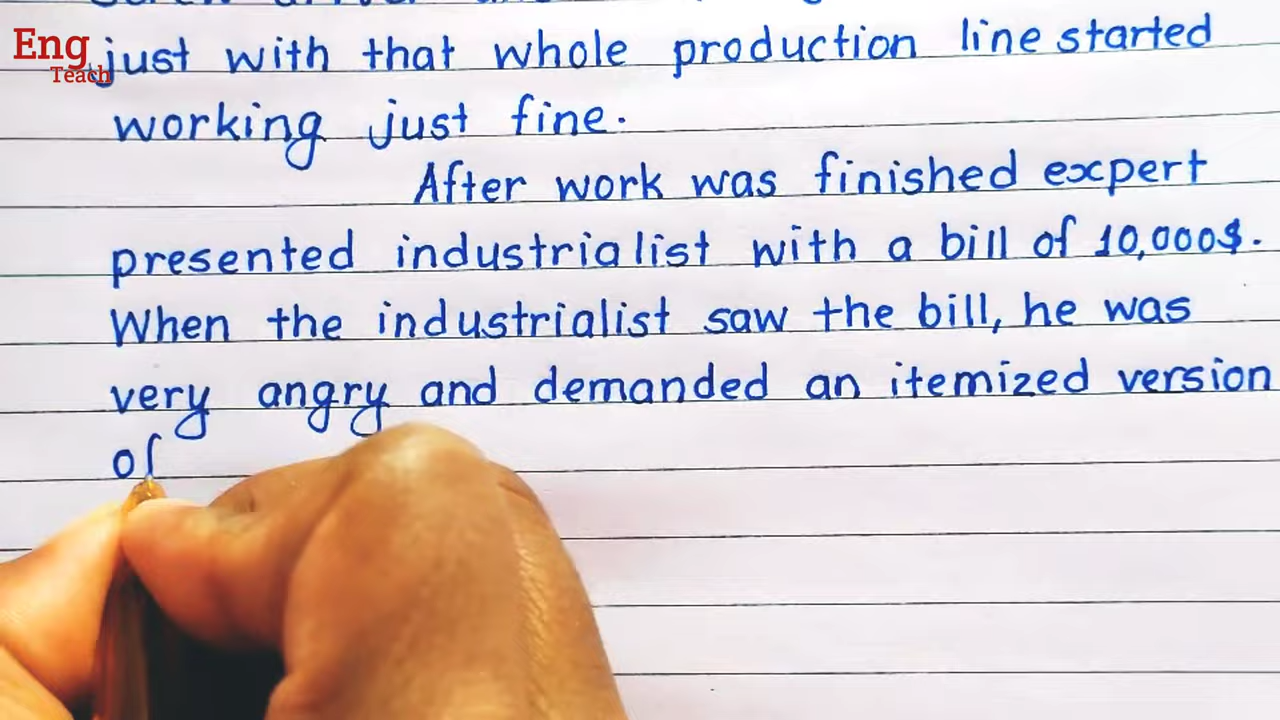 Eng
Teach
just with that whole production line started
working just fine.
After work was finished expert
presented industrialist with a bill of 10,000$.
When the industrialist saw the bill, he was
very angry and demanded an itemized version
of